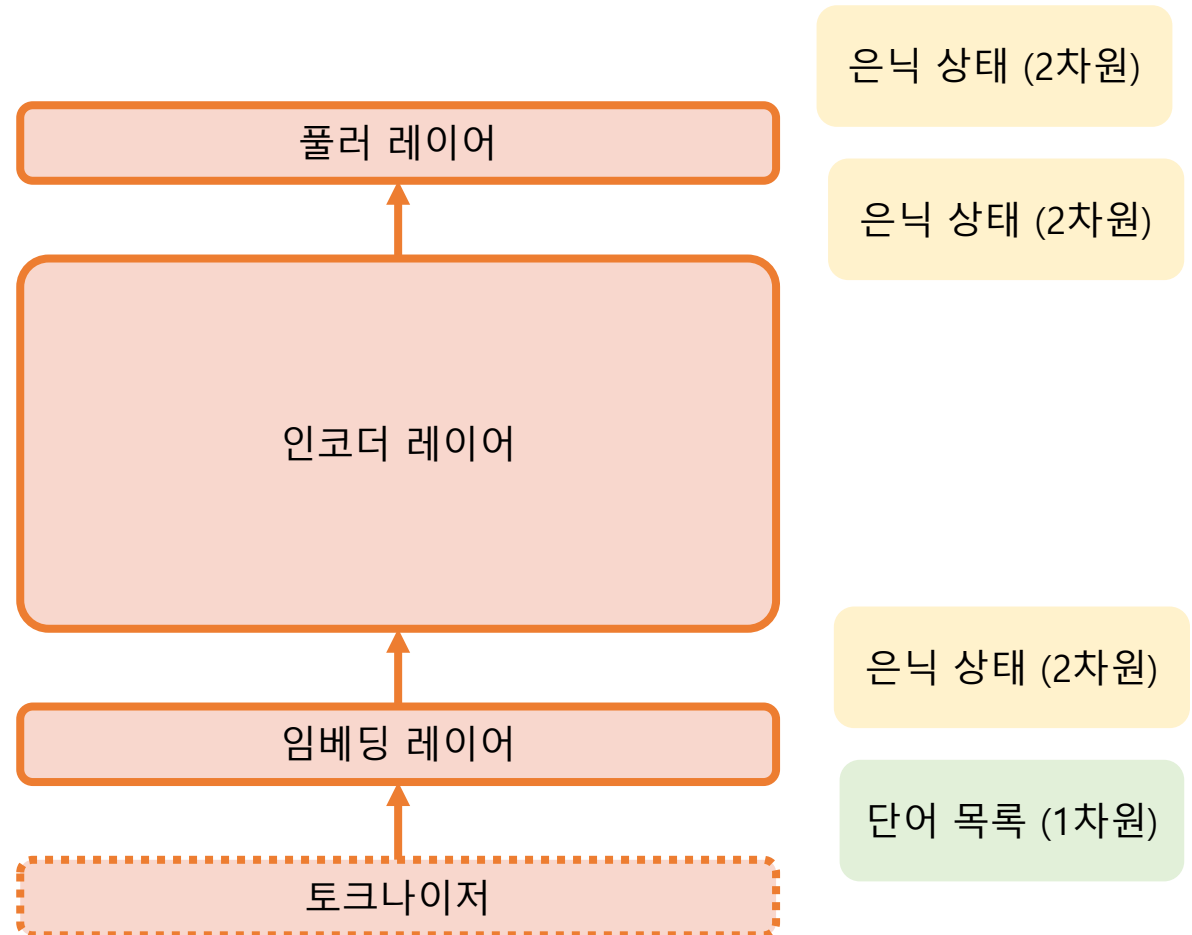 은닉 상태 (2차원)
풀러 레이어
은닉 상태 (2차원)
인코더 레이어
은닉 상태 (2차원)
임베딩 레이어
단어 목록 (1차원)
토크나이저